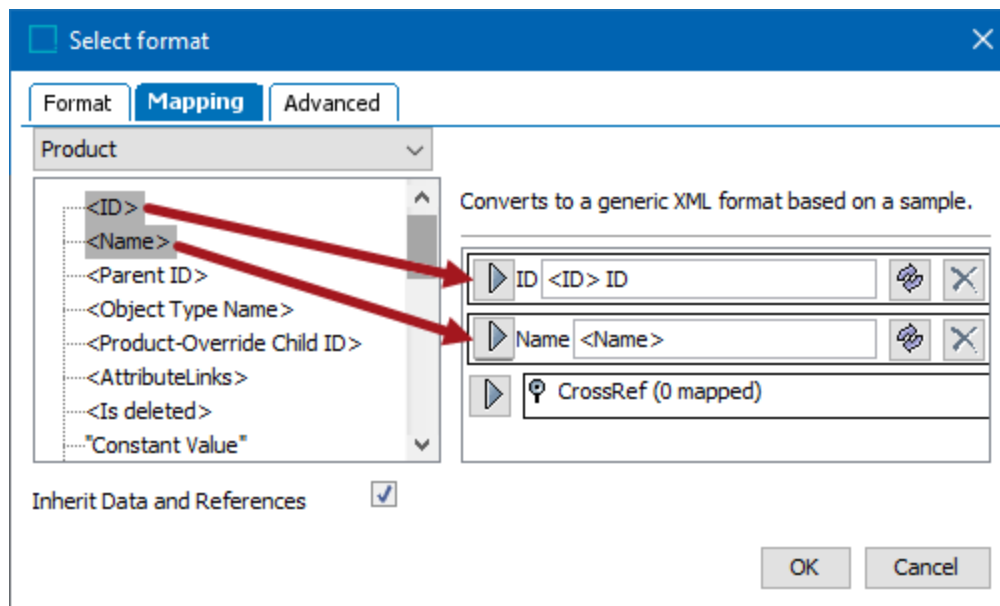 Select format
Format Mapping Advanced
Product
<ID>
<Name>
<Parent ID>
<Object Type Name>
<Product-Override Child ID>
<AttributeLinks>
<Is deleted>
"Constant Value"
Converts to a generic XML format based on a sample.
ID <ID> ID
Name <Name>
CrossRef (0 mapped)
Inherit Data and References
OK Cancel